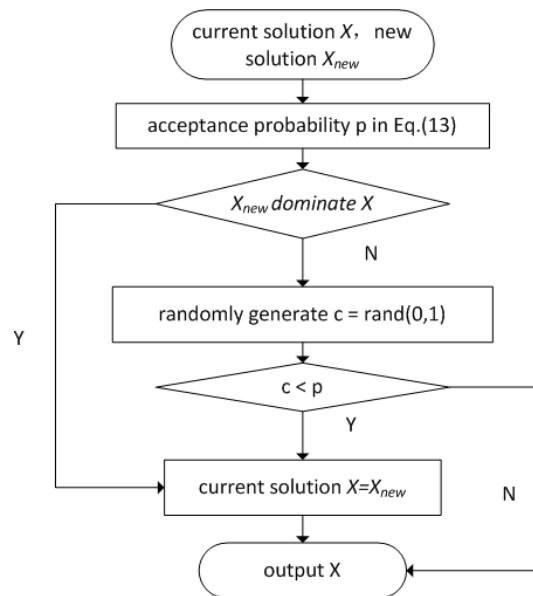 current solution X，new
solution Xnew
acceptance probability p in Eq.(13)
Xnew dominate X
N
randomly generate c = rand(0,1)
Y
c < p
Y
current solution X=Xnew
N
output X